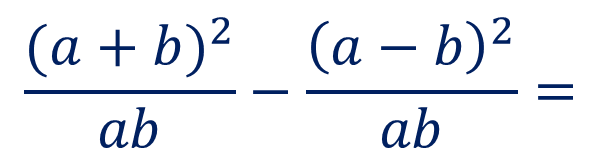 (a + b)²/ab − (a − b)²/ab =